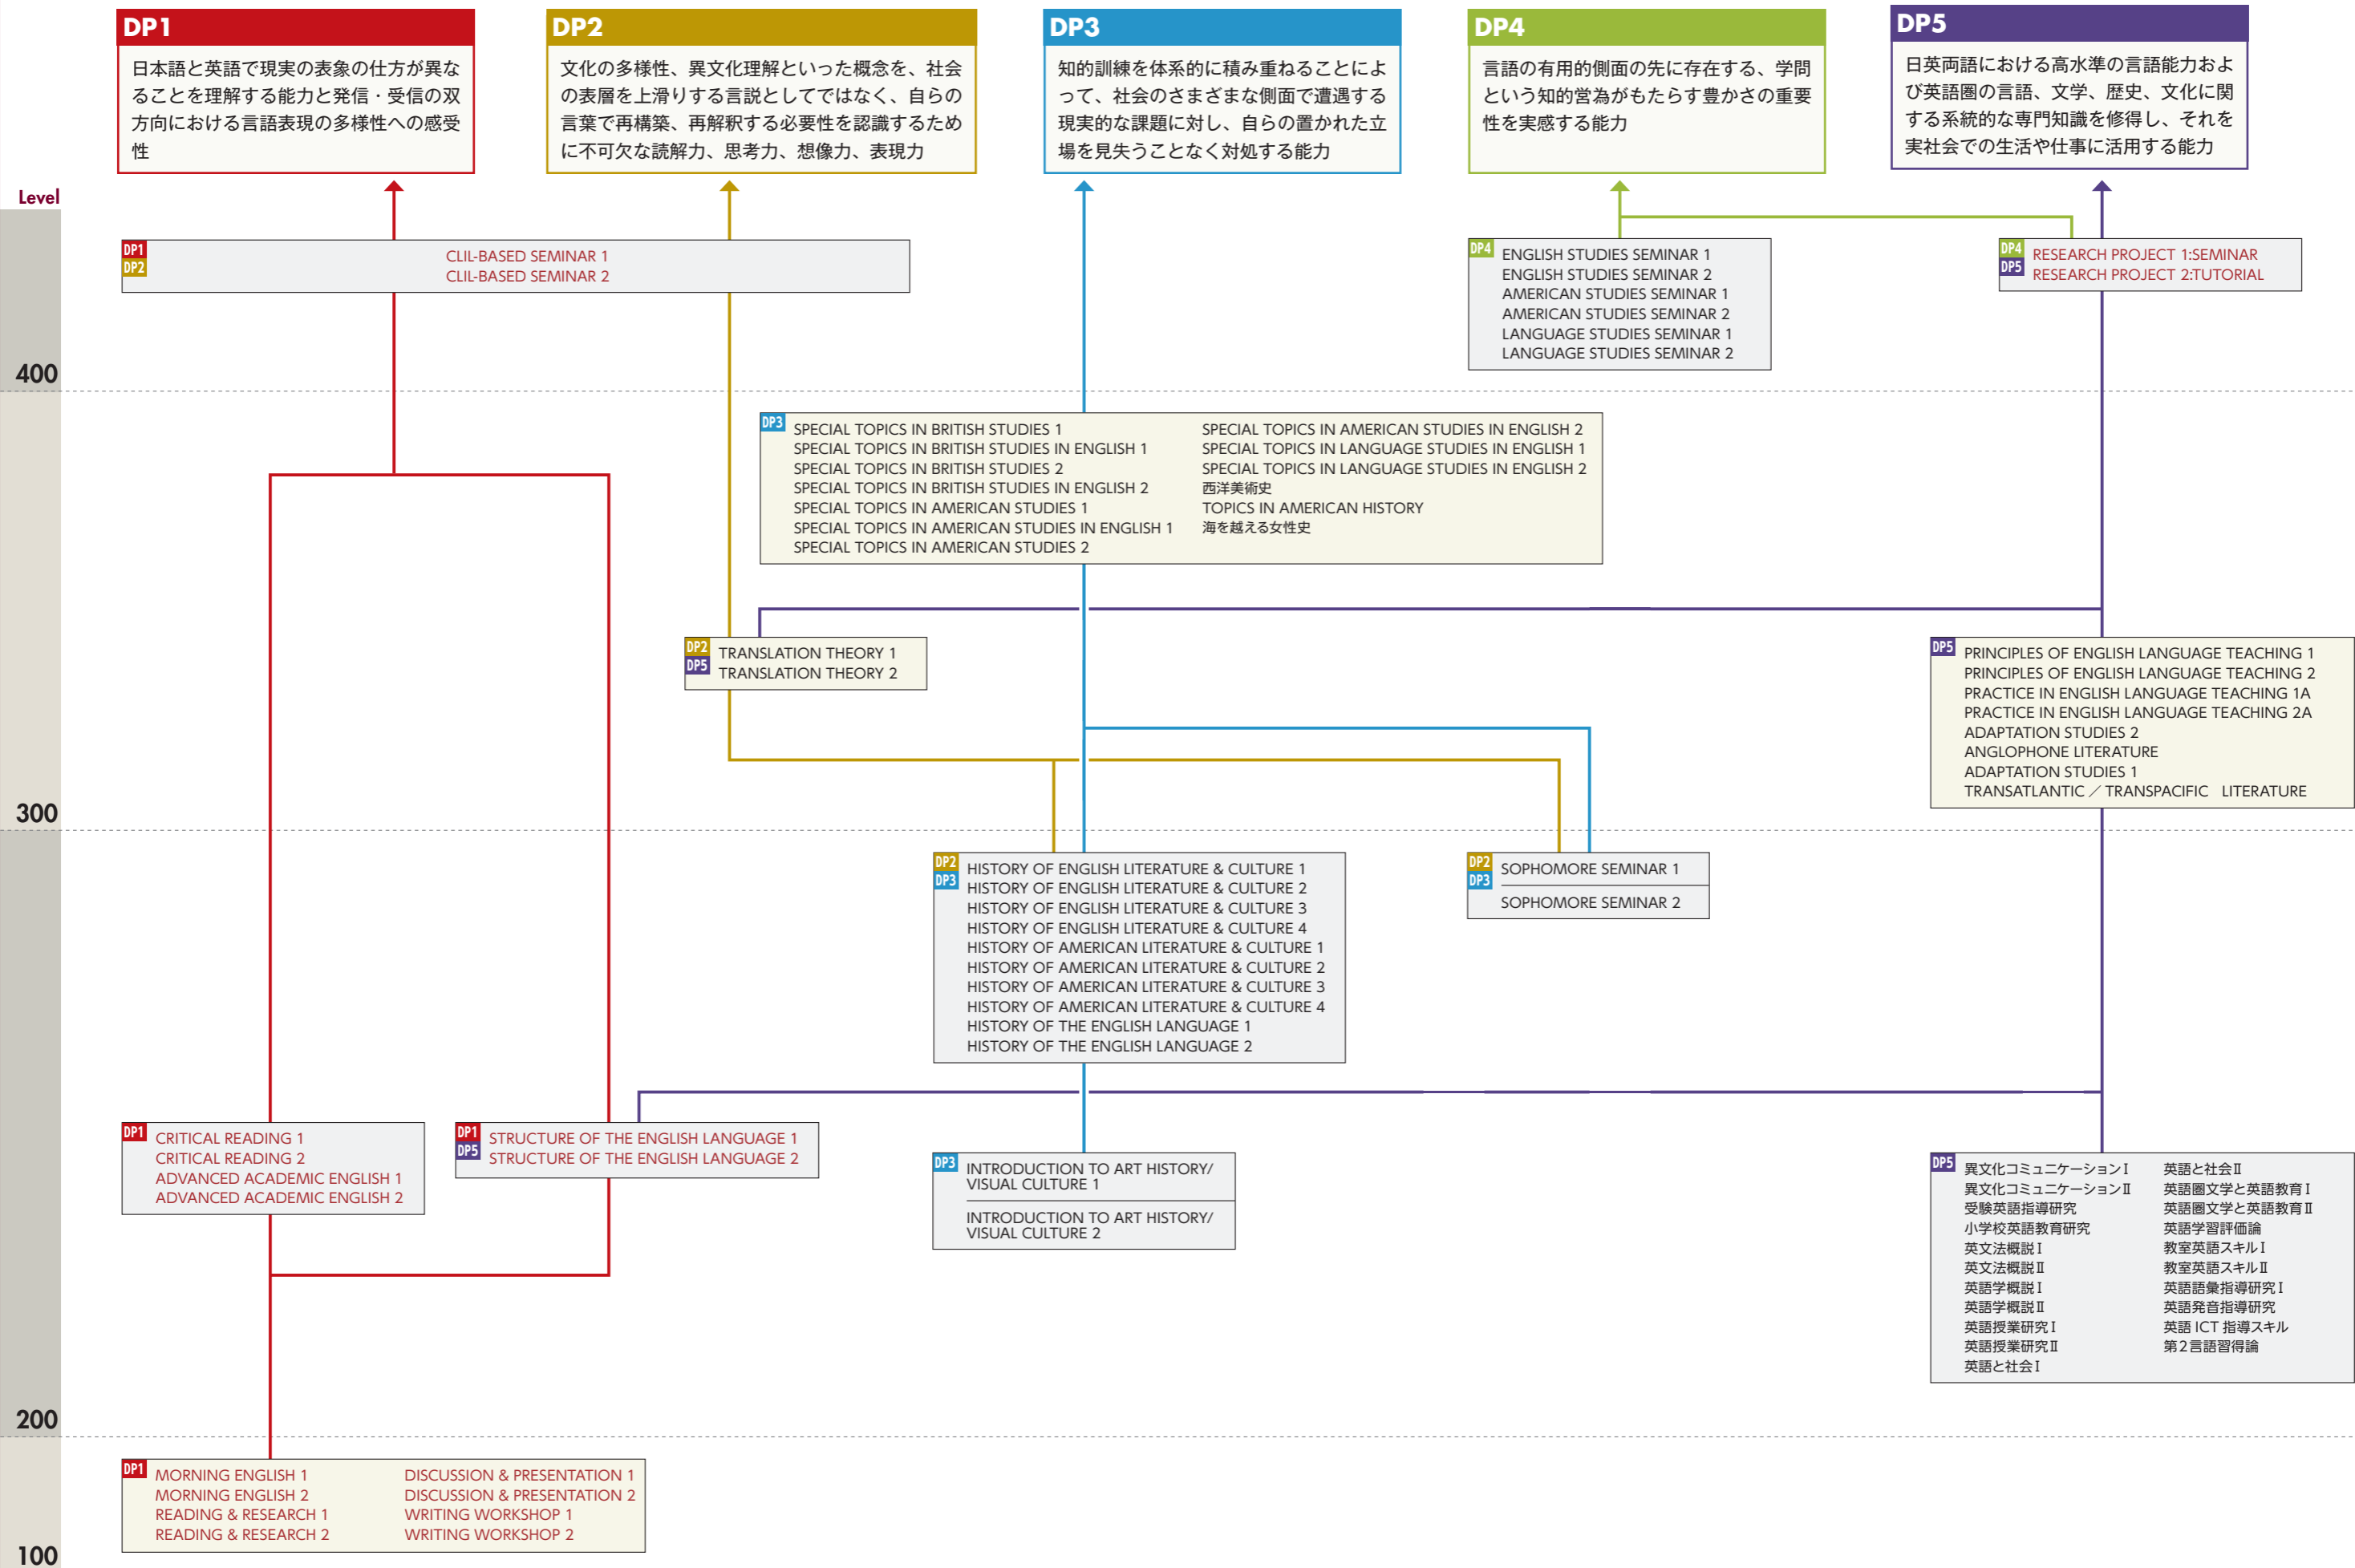 DP1
日本語と英語で現実の表象の仕方が異な
ることを理解する能力と発信・受信の双
方向における言語表現の多様性への感受
性
DP2
文化の多様性、異文化理解といった概念を、社会
の表層を上滑りする言説としてではなく、自らの
言葉で再構築、再解釈する必要性を認識するため
に不可欠な読解力、思考力、想像力、表現力
DP3
知的訓練を体系的に積み重ねることによ
って、社会のさまざまな側面で遭遇する
現実的な課題に対し、自らの置かれた立
場を見失うことなく対処する能力
DP4
言語の有用的側面の先に存在する、学問
という知的営為がもたらす豊かさの重要
性を実感する能力
DP5
日英両語における高水準の言語能力およ
び英語圏の言語、文学、歴史、文化に関
する系統的な専門知識を修得し、それを
実社会での生活や仕事に活用する能力
Level
DP1
DP2
CLIL-BASED SEMINAR 1
CLIL-BASED SEMINAR 2
DP4
ENGLISH STUDIES SEMINAR 1
ENGLISH STUDIES SEMINAR 2
AMERICAN STUDIES SEMINAR 1
AMERICAN STUDIES SEMINAR 2
LANGUAGE STUDIES SEMINAR 1
LANGUAGE STUDIES SEMINAR 2
DP4
DP5
RESEARCH PROJECT 1:SEMINAR
RESEARCH PROJECT 2:TUTORIAL
400
DP3
SPECIAL TOPICS IN BRITISH STUDIES 1
SPECIAL TOPICS IN BRITISH STUDIES IN ENGLISH 1
SPECIAL TOPICS IN BRITISH STUDIES 2
SPECIAL TOPICS IN BRITISH STUDIES IN ENGLISH 2
SPECIAL TOPICS IN AMERICAN STUDIES 1
SPECIAL TOPICS IN AMERICAN STUDIES IN ENGLISH 1
SPECIAL TOPICS IN AMERICAN STUDIES 2
SPECIAL TOPICS IN AMERICAN STUDIES IN ENGLISH 2
SPECIAL TOPICS IN LANGUAGE STUDIES IN ENGLISH 1
SPECIAL TOPICS IN LANGUAGE STUDIES IN ENGLISH 2
西洋美術史
TOPICS IN AMERICAN HISTORY
海を越える女性史
DP2
DP5
TRANSLATION THEORY 1
TRANSLATION THEORY 2
DP5
PRINCIPLES OF ENGLISH LANGUAGE TEACHING 1
PRINCIPLES OF ENGLISH LANGUAGE TEACHING 2
PRACTICE IN ENGLISH LANGUAGE TEACHING 1A
PRACTICE IN ENGLISH LANGUAGE TEACHING 2A
ADAPTATION STUDIES 2
ANGLOPHONE LITERATURE
ADAPTATION STUDIES 1
TRANSATLANTIC／TRANSPACIFIC LITERATURE
300
DP2
DP3
HISTORY OF ENGLISH LITERATURE & CULTURE 1
HISTORY OF ENGLISH LITERATURE & CULTURE 2
HISTORY OF ENGLISH LITERATURE & CULTURE 3
HISTORY OF ENGLISH LITERATURE & CULTURE 4
HISTORY OF AMERICAN LITERATURE & CULTURE 1
HISTORY OF AMERICAN LITERATURE & CULTURE 2
HISTORY OF AMERICAN LITERATURE & CULTURE 3
HISTORY OF AMERICAN LITERATURE & CULTURE 4
HISTORY OF THE ENGLISH LANGUAGE 1
HISTORY OF THE ENGLISH LANGUAGE 2
DP2
DP3
SOPHOMORE SEMINAR 1
SOPHOMORE SEMINAR 2
DP1
CRITICAL READING 1
CRITICAL READING 2
ADVANCED ACADEMIC ENGLISH 1
ADVANCED ACADEMIC ENGLISH 2
DP1
DP5
STRUCTURE OF THE ENGLISH LANGUAGE 1
STRUCTURE OF THE ENGLISH LANGUAGE 2
DP3
INTRODUCTION TO ART HISTORY/
VISUAL CULTURE 1
INTRODUCTION TO ART HISTORY/
VISUAL CULTURE 2
DP5
異文化コミュニケーションⅠ
異文化コミュニケーションⅡ
受験英語指導研究
小学校英語教育研究
英文法概説Ⅰ
英文法概説Ⅱ
英語学概説Ⅰ
英語学概説Ⅱ
英語授業研究Ⅰ
英語授業研究Ⅱ
英語と社会Ⅰ
英語と社会Ⅱ
英語圏文学と英語教育Ⅰ
英語圏文学と英語教育Ⅱ
英語学習評価論
教室英語スキルⅠ
教室英語スキルⅡ
英語語彙指導研究Ⅰ
英語発音指導研究
英語 ICT 指導スキル
第2言語習得論
200
DP1
MORNING ENGLISH 1
MORNING ENGLISH 2
READING & RESEARCH 1
READING & RESEARCH 2
DISCUSSION & PRESENTATION 1
DISCUSSION & PRESENTATION 2
WRITING WORKSHOP 1
WRITING WORKSHOP 2
100